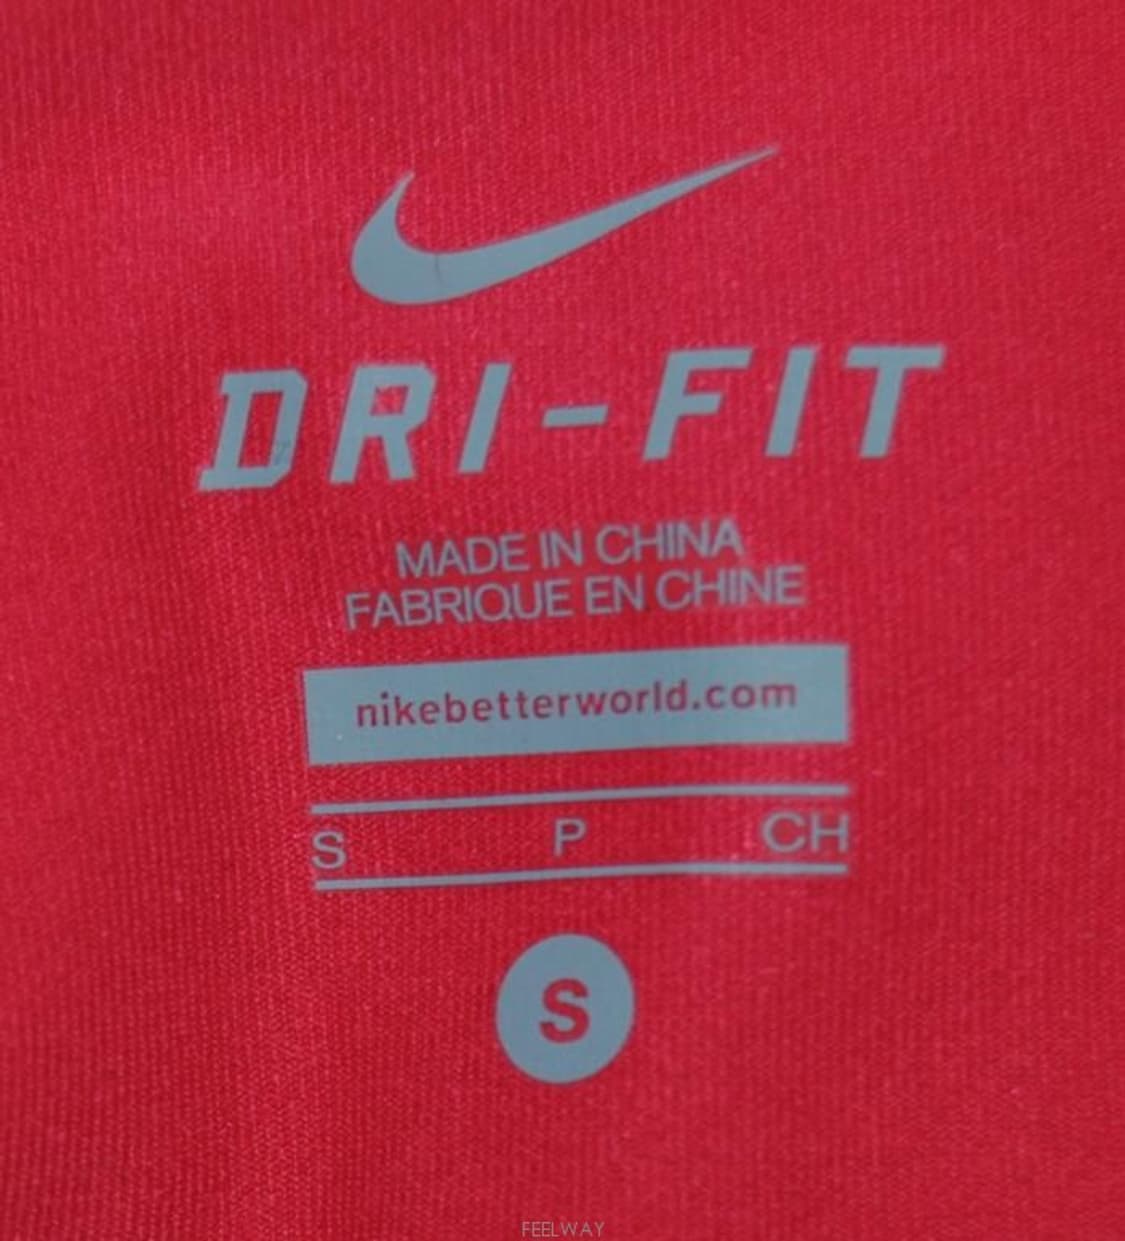 DRI-FIT
MADE IN CHINA
FABRIQUE EN CHINE
nikebetterworld.com
S P CH
S
FEELWAY